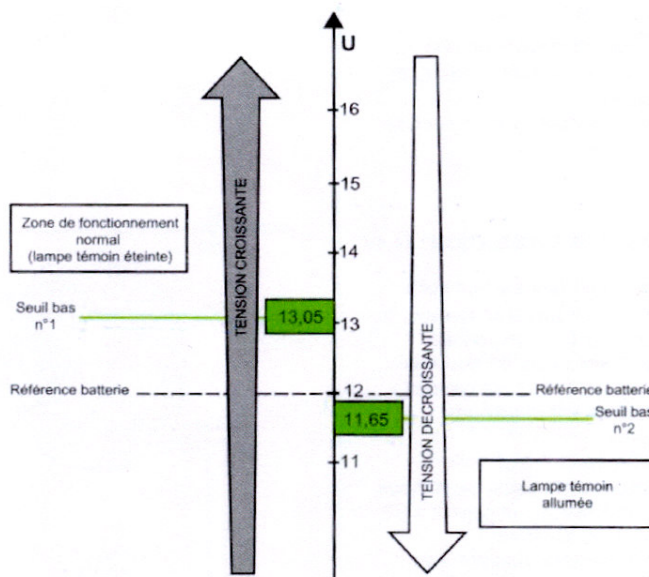 U
16
15
14
13
12
11
TENSION CROISSANTE
TENSION DECROISSANTE
Zone de fonctionnement
normal
(lampe témoin éteinte)
Seuil bas
n°1
13,05
Référence batterie
Référence batterie
11,65
Seuil bas
n°2
Lampe témoin
allumée